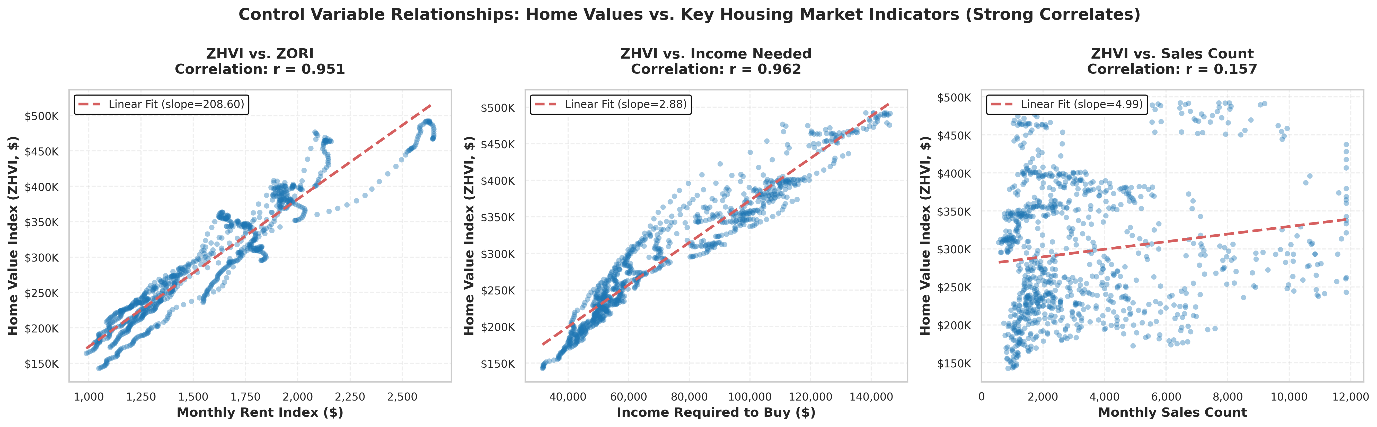 Control Variable Relationships: Home Values vs. Key Housing Market Indicators (Strong Correlates)
ZHVI vs. ZORI
Correlation: r = 0.951
Linear Fit (slope=208.60)
Home Value Index (ZHVI, $)
$500K
$450K
$400K
$350K
$300K
$250K
$200K
$150K
1,000
1,250
1,500
1,750
2,000
2,250
2,500
Monthly Rent Index ($)
ZHVI vs. Income Needed
Correlation: r = 0.962
Linear Fit (slope=2.88)
Home Value Index (ZHVI, $)
$500K
$450K
$400K
$350K
$300K
$250K
$200K
$150K
40,000
60,000
80,000
100,000
120,000
140,000
Income Required to Buy ($)
ZHVI vs. Sales Count
Correlation: r = 0.157
Linear Fit (slope=4.99)
Home Value Index (ZHVI, $)
$500K
$450K
$400K
$350K
$300K
$250K
$200K
$150K
0
2,000
4,000
6,000
8,000
10,000
12,000
Monthly Sales Count